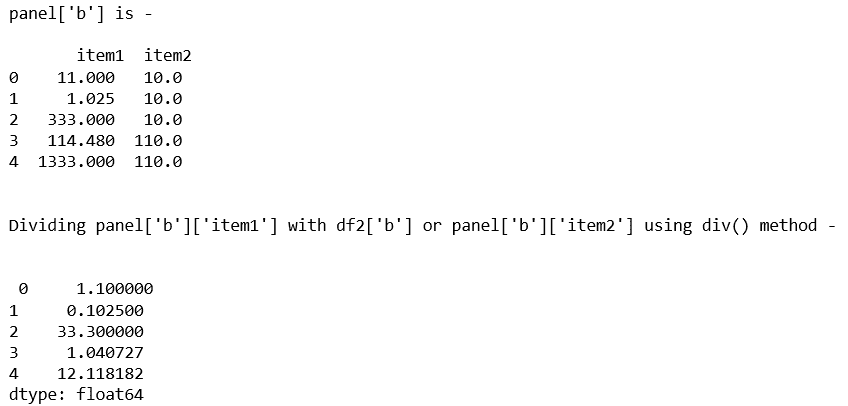 panel['b'] is -
       item1  item2
0    11.000   10.0
1     1.025   10.0
2   333.000   10.0
3   114.480  110.0
4  1333.000  110.0
Dividing panel['b']['item1'] with df2['b'] or panel['b']['item2'] using div() method -
 0     1.100000
1     0.102500
2    33.300000
3     1.040727
4    12.118182
dtype: float64